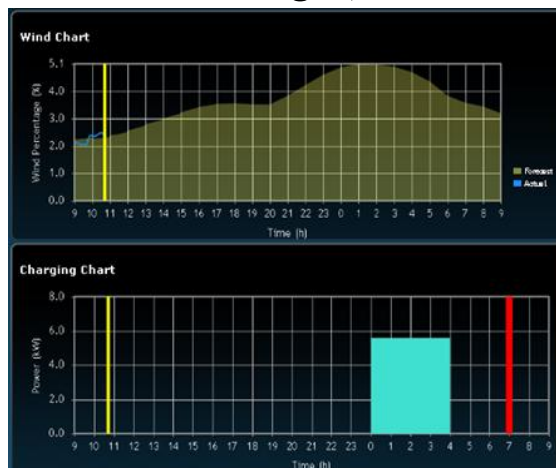 Wind Chart
5,1
4.0
3.0
2.0
1.0
0.0
Wind Percentage (%)
9 10 11 12 13 14 15 16 17 18 19 20 21 22 23 0 1 2 3 4 5 6 7 8 9
Time (h)
Forecast
Actual
Charging Chart
8.0
6.0
4.0
2.0
0.0
Power (kW)
9 10 11 12 13 14 15 16 17 18 19 20 21 22 23 0 1 2 3 4 5 6 7 8 9
Time (h)